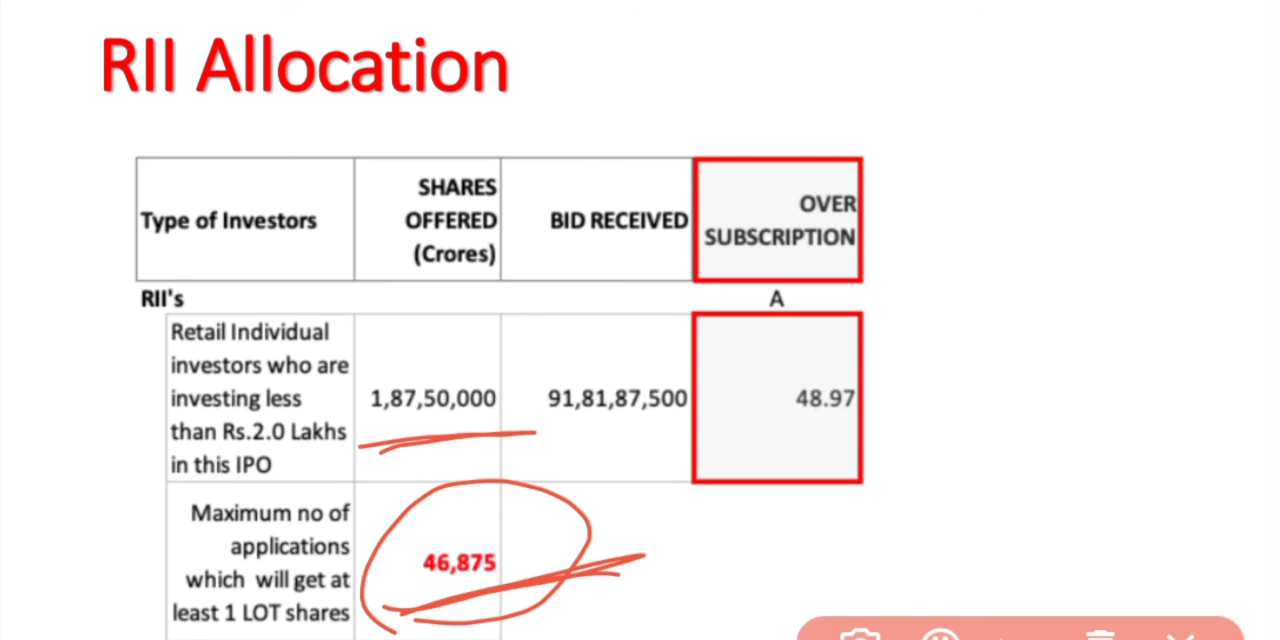 RII Allocation
Type of Investors
SHARES
OFFERED
(Crores)
BID RECEIVED
OVER
SUBSCRIPTION
RII's
A
Retail Individual
investors who are
investing less
than Rs.2.0 Lakhs
in this IPO
1,87,50,000
91,81,87,500
48.97
Maximum no of
applications
which will get at
least 1 LOT shares
46,875